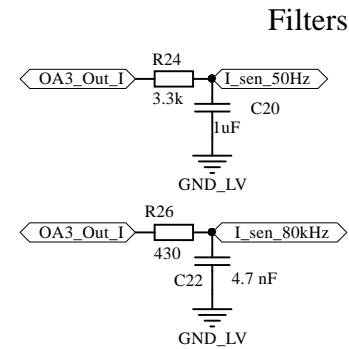 Filters
R24
OA3_Out_I
I_sen_50Hz
3.3k
C20
1uF
GND_LV
R26
OA3_Out_I
I_sen_80kHz
430
C22
4.7 nF
GND_LV